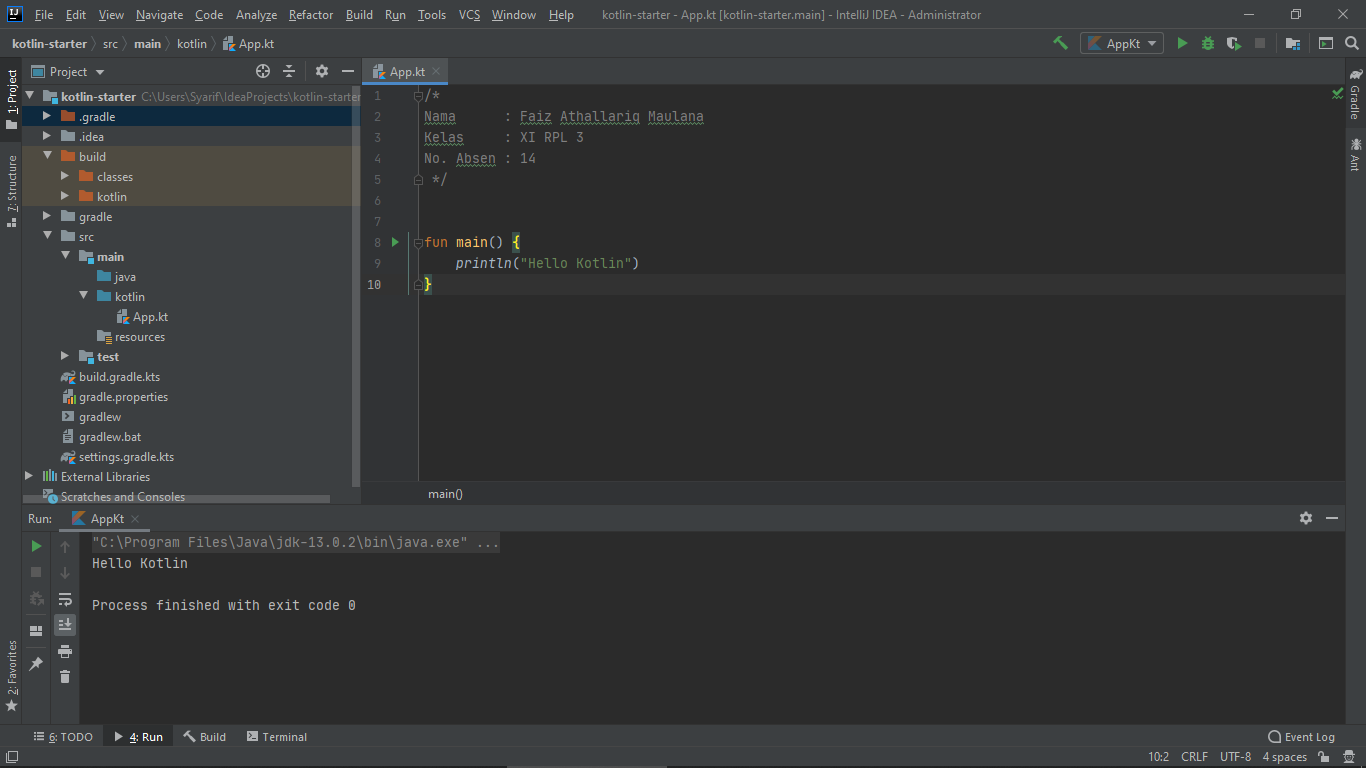 File Edit View Navigate Code Analyze Refactor Build Run Tools VCS Window Help kotlin-starter - App.kt [kotlin-starter.main] - IntelliJ IDEA - Administrator
kotlin-starter src main kotlin App.kt
AppKt
1: Project
7: Structure
2: Favorites
Project
kotlin-starter C:\Users\Syarif\IdeaProjects\kotlin-starter
.gradle
.idea
build
classes
kotlin
gradle
src
main
java
kotlin
App.kt
resources
test
build.gradle.kts
gradle.properties
gradlew
gradlew.bat
settings.gradle.kts
External Libraries
Scratches and Consoles
App.kt
1 /*
2 Nama : Faiz Athallariq Maulana
3 Kelas : XI RPL 3
4 No. Absen : 14
5 */
6
7
8 fun main() {
9 println("Hello Kotlin")
10 }
main()
Gradle
Ant
Run: AppKt
"C:\Program Files\Java\jdk-13.0.2\bin\java.exe" ...
Hello Kotlin
Process finished with exit code 0
6: TODO 4: Run Build Terminal Event Log
10:2 CRLF UTF-8 4 spaces